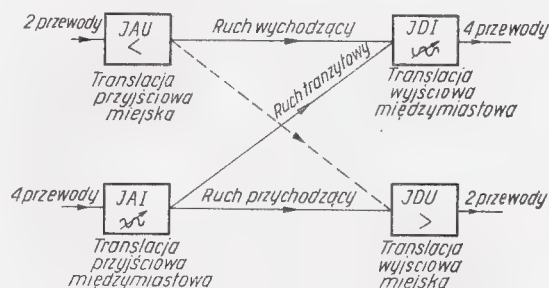 2 przewody
JAU
<
Translacja
przyjściowa
miejska
Ruch wychodzący
JDI
4 przewody
Translacja
wyjściowa
międzymiastowa
Ruch tranzytowy
4 przewody
JAI
Translacja
przyjściowa
międzymiastowa
Ruch przychodzący
JDU
>
2 przewody
Translacja
wyjściowa
miejska